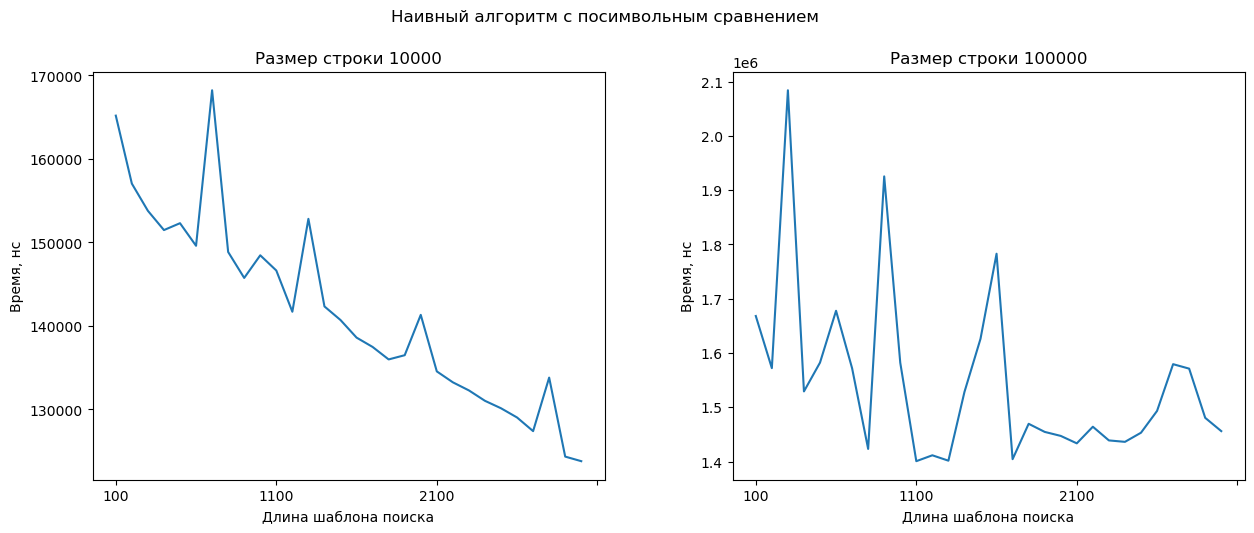 Наивный алгоритм с посимвольным сравнением
Размер строки 10000
170000
160000
150000
140000
130000
Время, нс
100
1100
2100
Длина шаблона поиска
Размер строки 100000
1e6
2.1
2.0
1.9
1.8
1.7
1.6
1.5
1.4
Время, нс
100
1100
2100
Длина шаблона поиска